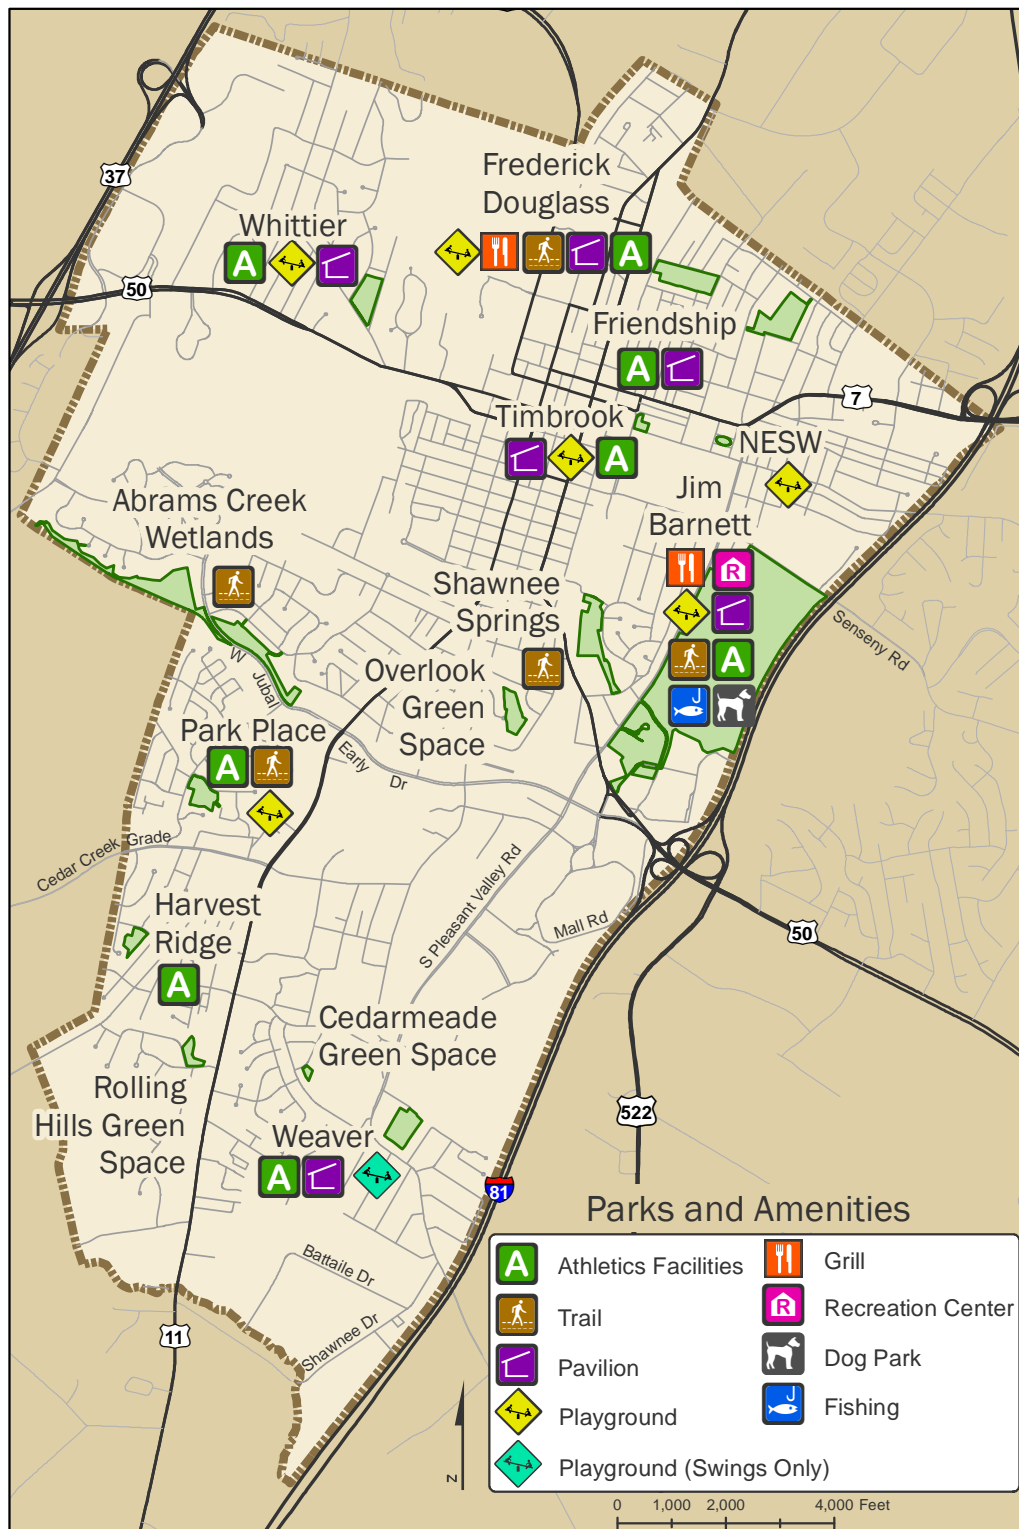 37
Frederick
Douglass
Whittier
A
A
50
Friendship
A
7
Timbrook
A
NESW
Jim
Barnett
R
A
Abrams Creek
Wetlands
Shawnee
Springs
Senseny Rd
W Jubal Early Dr
Overlook
Green
Space
Park Place
A
Cedar Creek Grade
S Pleasant Valley Rd
Mall Rd
50
Harvest
Ridge
A
Cedarmeade
Green Space
Rolling
Hills Green
Space
522
Weaver
A
81
Battaile Dr
Shawnee Dr
11
Parks and Amenities
A Athletics Facilities
Grill
Trail
R Recreation Center
Pavilion
Dog Park
Playground
Fishing
Playground (Swings Only)
Z
0 1,000 2,000 4,000 Feet